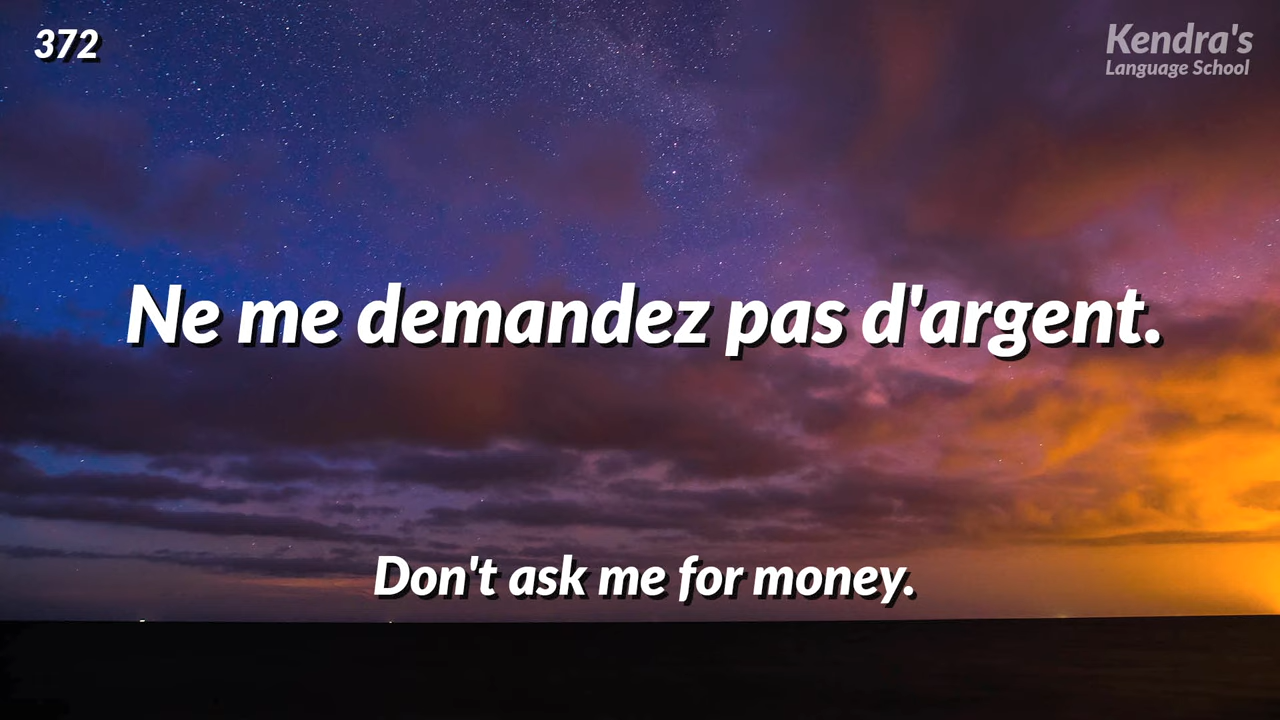 372
Kendra's
Language School
Ne me demandez pas d'argent.
Don't ask me for money.